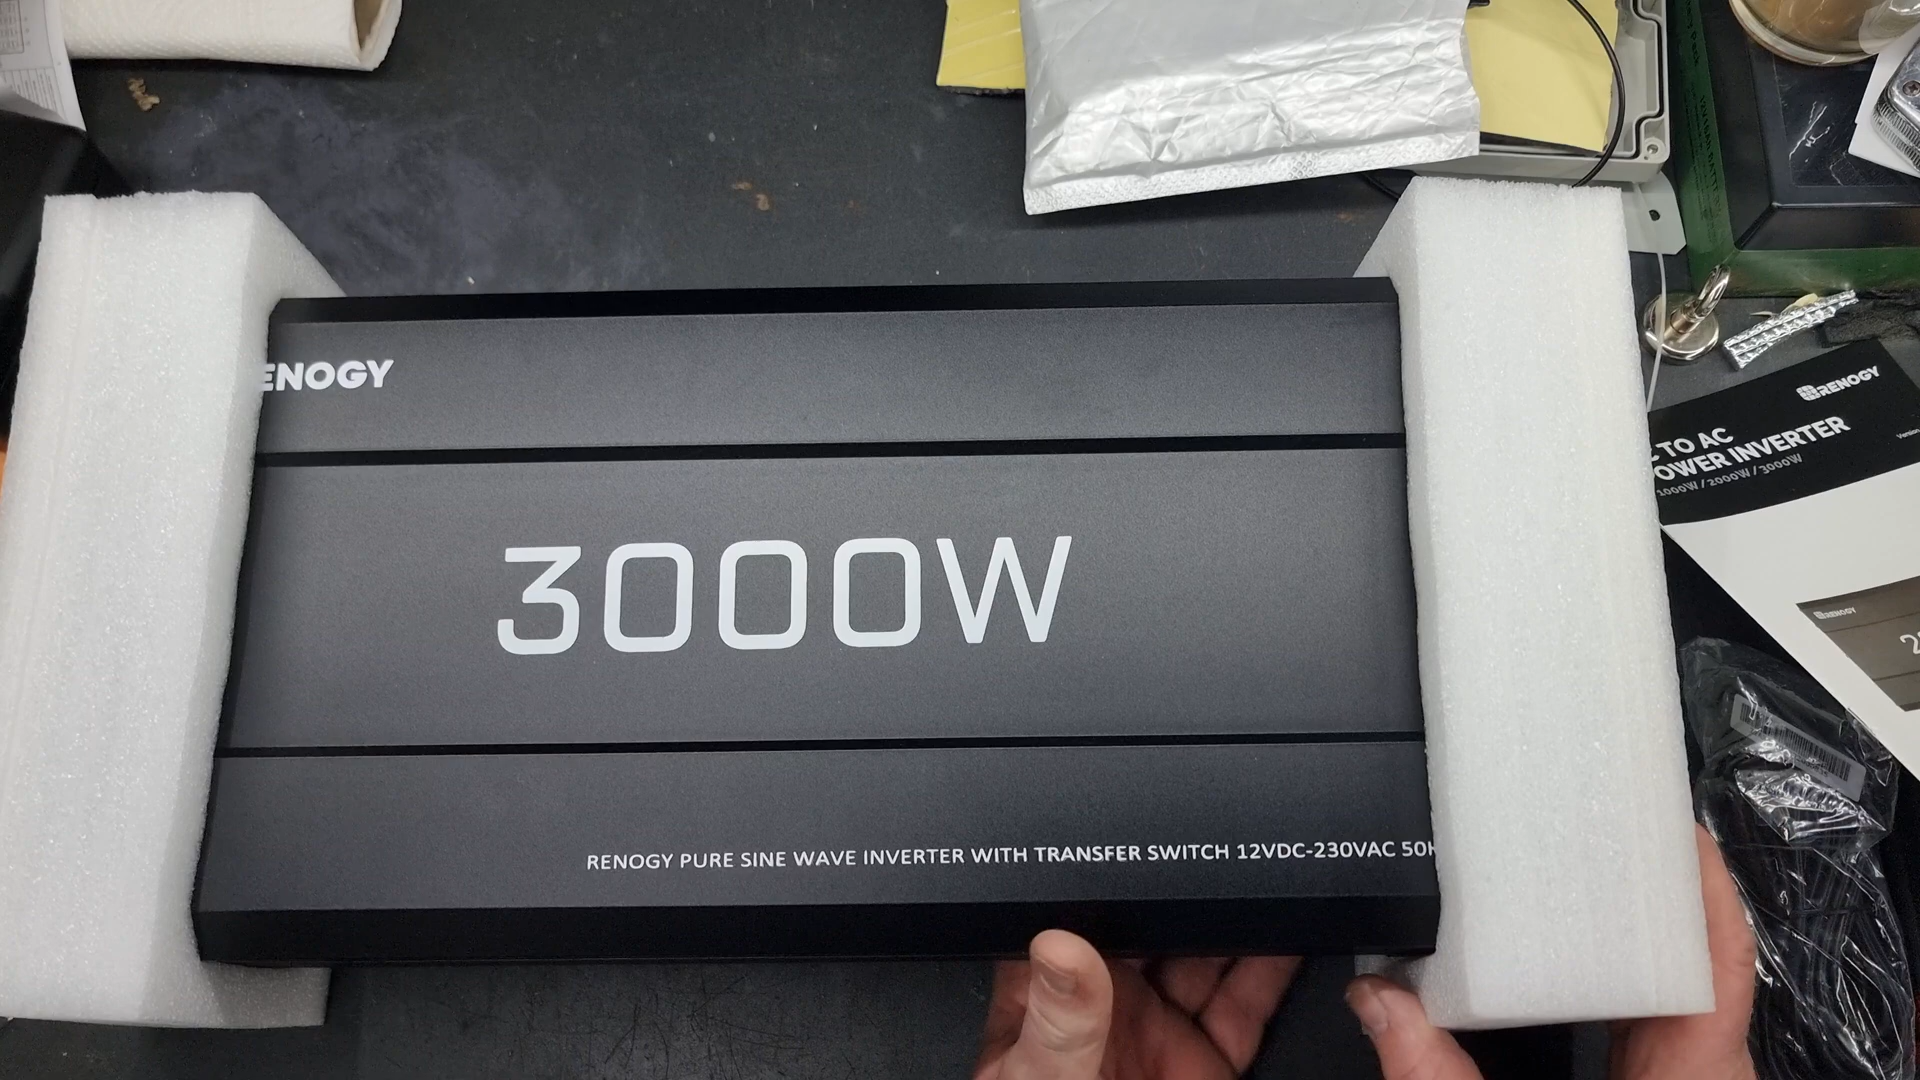 ENOGY
3000W
RENOGY PURE SINE WAVE INVERTER WITH TRANSFER SWITCH 12VDC-230VAC 50H
RENOGY
TO AC
OWER INVERTER
1000W / 2000W / 3000W
RENOGY